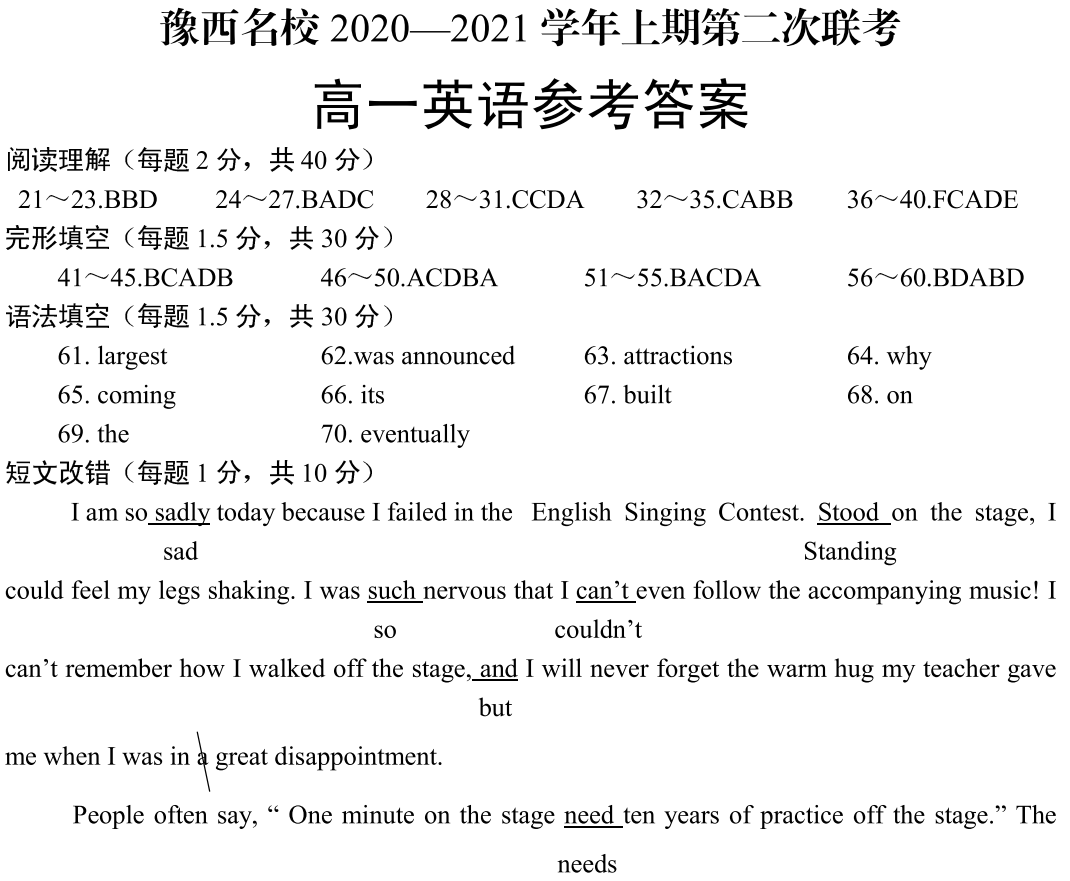 豫西名校 2020—2021 学年上期第二次联考
高一英语参考答案
阅读理解（每题 2 分，共 40 分）
21～23.BBD 24～27.BADC 28～31.CCDA 32～35.CABB 36～40.FCADE
完形填空（每题 1.5 分，共 30 分）
41～45.BCADB 46～50.ACDBA 51～55.BACDA 56～60.BDABD
语法填空（每题 1.5 分，共 30 分）
61. largest 62.was announced 63. attractions 64. why
65. coming 66. its 67. built 68. on
69. the 70. eventually
短文改错（每题 1 分，共 10 分）
I am so sadly today because I failed in the English Singing Contest. Stood on the stage, I
sad Standing
could feel my legs shaking. I was such nervous that I can’t even follow the accompanying music! I
so couldn’t
can’t remember how I walked off the stage, and I will never forget the warm hug my teacher gave
but
me when I was in a great disappointment.
People often say, “ One minute on the stage need ten years of practice off the stage.” The
needs